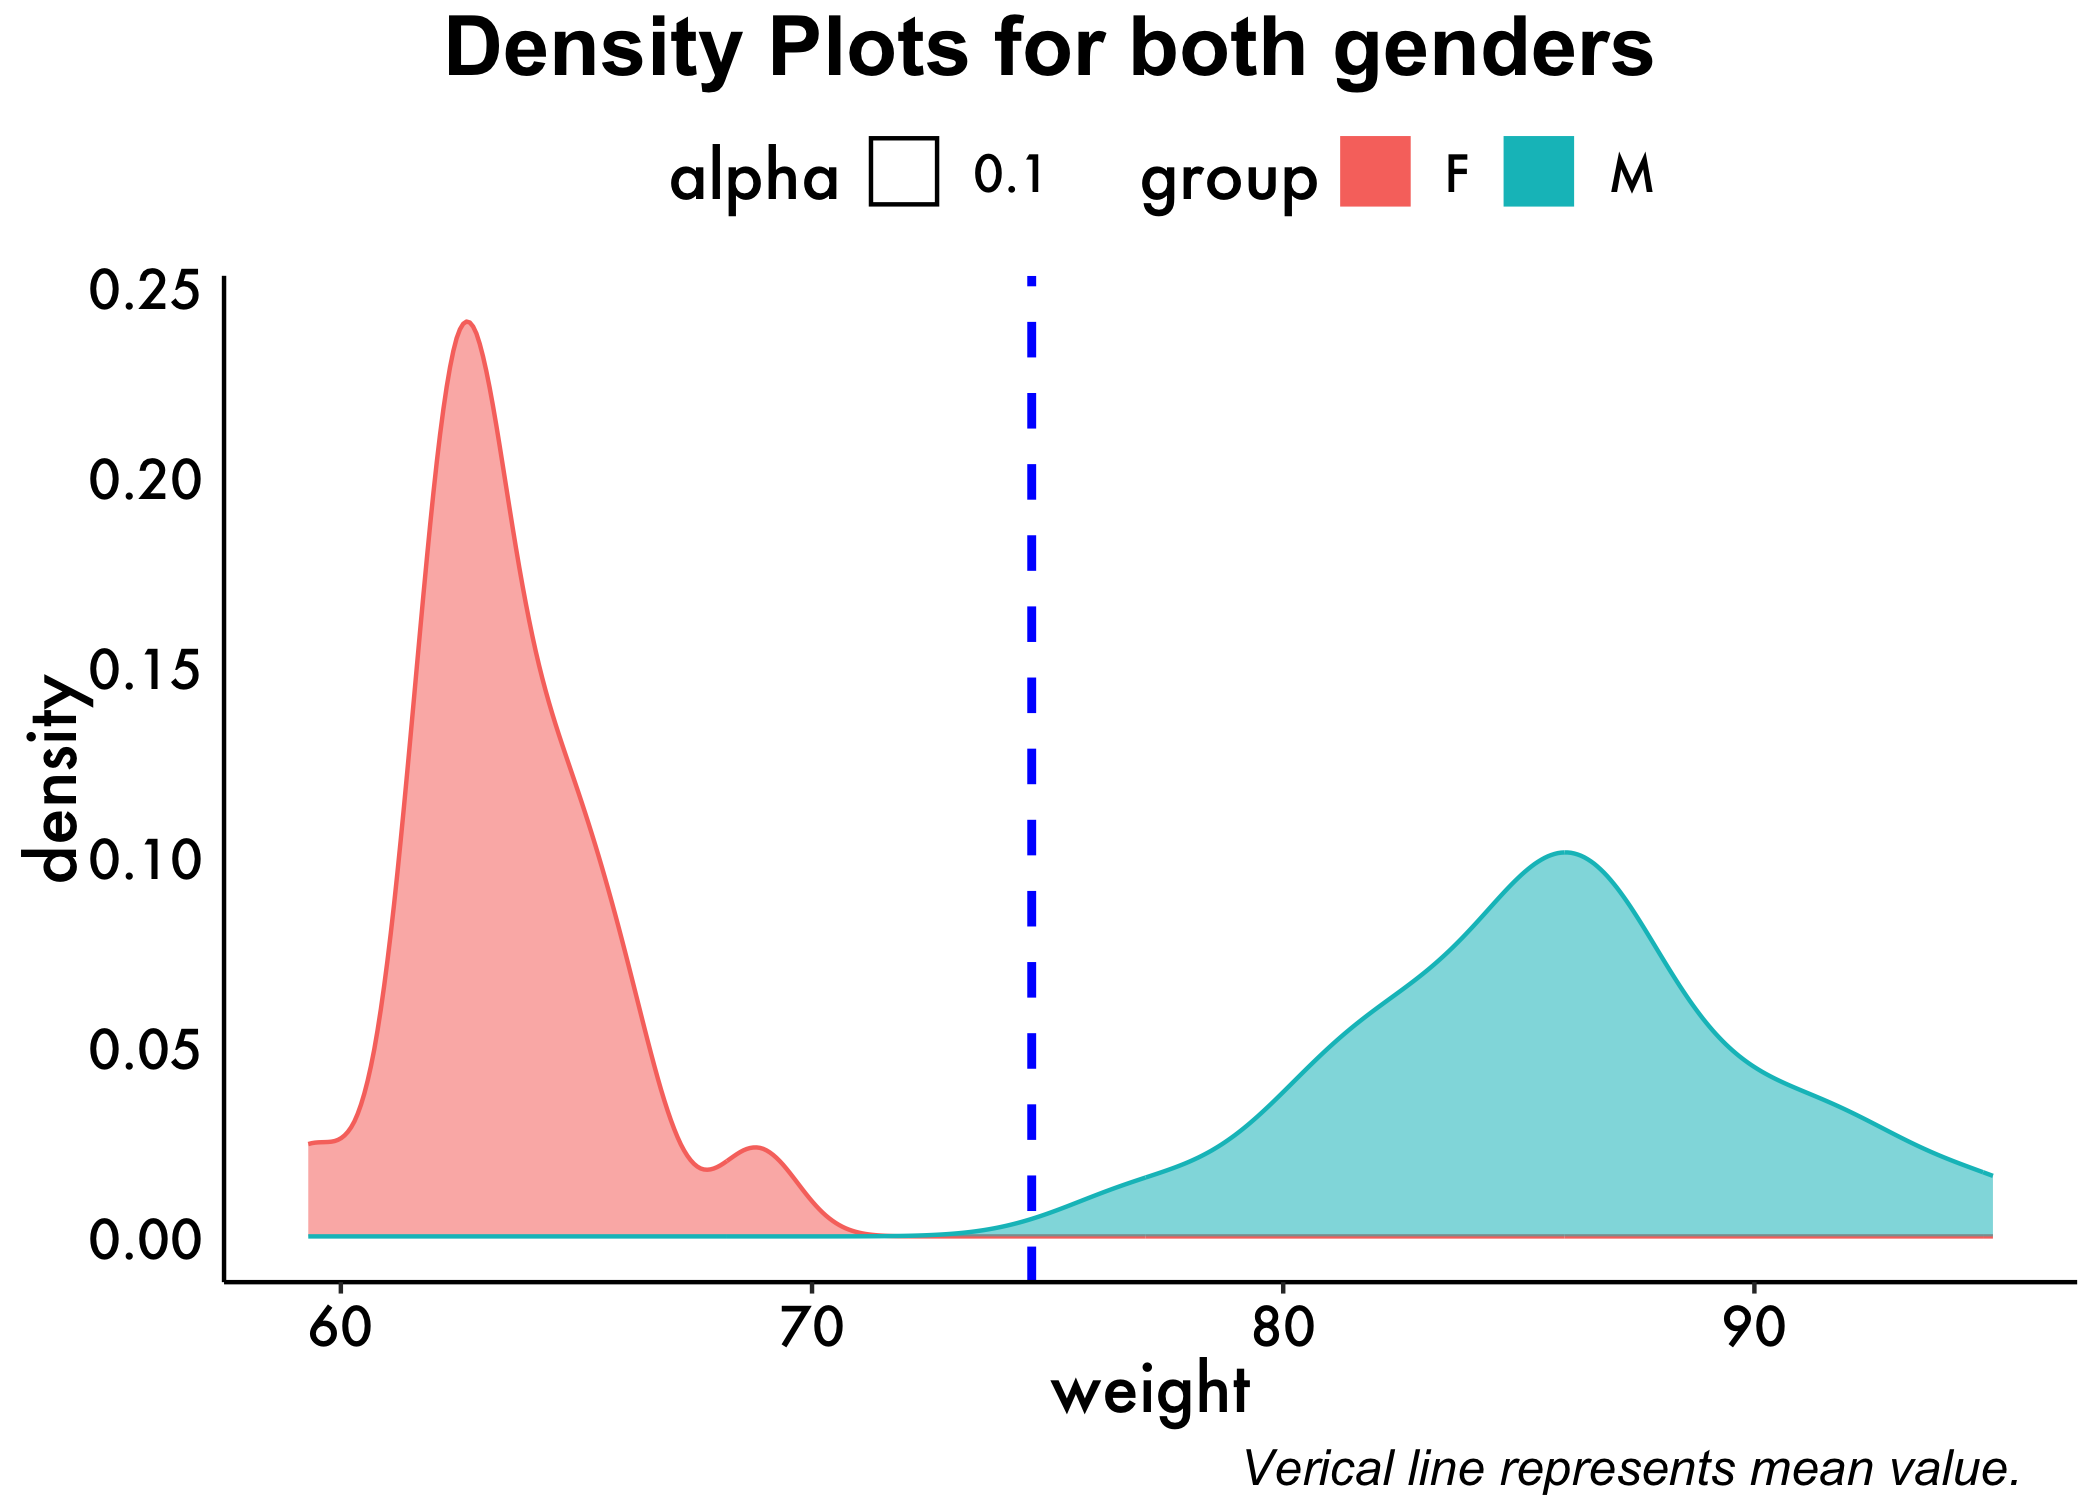 Density Plots for both genders
alpha 0.1 group F M
0.25
0.20
0.15
0.10
0.05
0.00
density
60 70 80 90
weight
Verical line represents mean value.